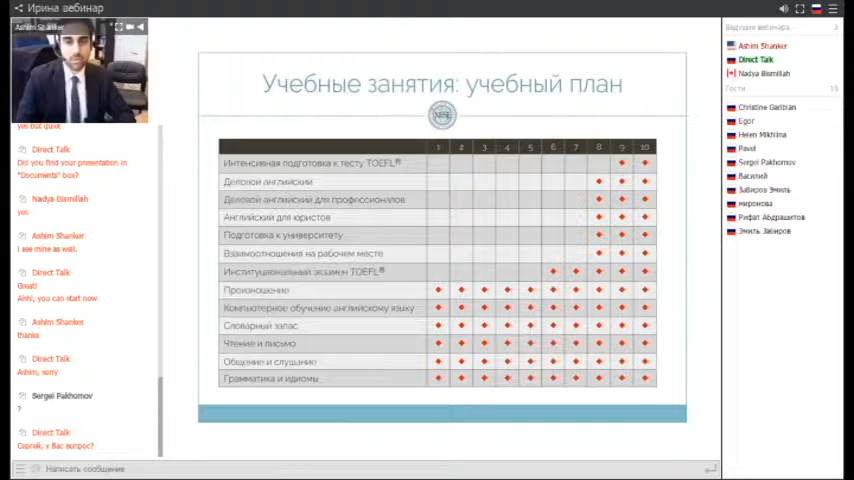 Ирина вебинар
Ashim Shanker
yes but quiet
Direct Talk
Did you find your presentation in
"Documents" box?
Nadya Bismillah
yes
Ashim Shanker
I see mine as well.
Direct Talk
Great!
Ahhi, you can start now
Ashim Shanker
thanks
Direct Talk
Ashim, sorry
Sergei Pakhomov
?
Direct Talk
Сергей, у Вас вопрос?
Написать сообщение
Учебные занятия: учебный план
1 2 3 4 5 6 7 8 9 10
Интенсивная подготовка к тесту TOEFL®
Деловой английский
Деловой английский для профессионалов
Английский для юристов
Подготовка к университету
Взаимоотношения на рабочем месте
Институциональный экзамен TOEFL®
Произношение
Компьютерное обучение английскому языку
Словарный запас
Чтение и письмо
Общение и слушание
Грамматика и идиомы
Ведущие вебинара 3
Ashim Shanker
Direct Talk
Nadya Bismillah
Гости
Christine Garibian
Egor
Helen Mikhlina
Pavel
Sergei Pakhomov
Василий
Забиров Эмиль
миронова
Рифат Абдрашитов
Эмиль Забиров